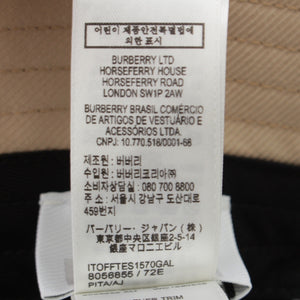 어린이 제품안전특별법에
의한 표시
BURBERRY LTD
HORSEFERRY HOUSE
HORSEFERRY ROAD
LONDON SW1P 2AW
BURBERRY BRASIL COMÉRCIO
DE ARTIGOS DE VESTUÁRIO E
ACESSÓRIOS LTDA.
CNPJ: 10.770.518/0001-56
제조원 : 버버리
수입원 : 버버리코리아㈜
소비자상담실 : 080 700 8800
주소 : 서울시 강남구 도산대로
459번지
バーバリー・ジャパン(株)
東京都中央区銀座2-5-14
銀座マロニエビル
ITOFFTES1570GAL
8056856 / 72E
PITA/AJ
TRIM